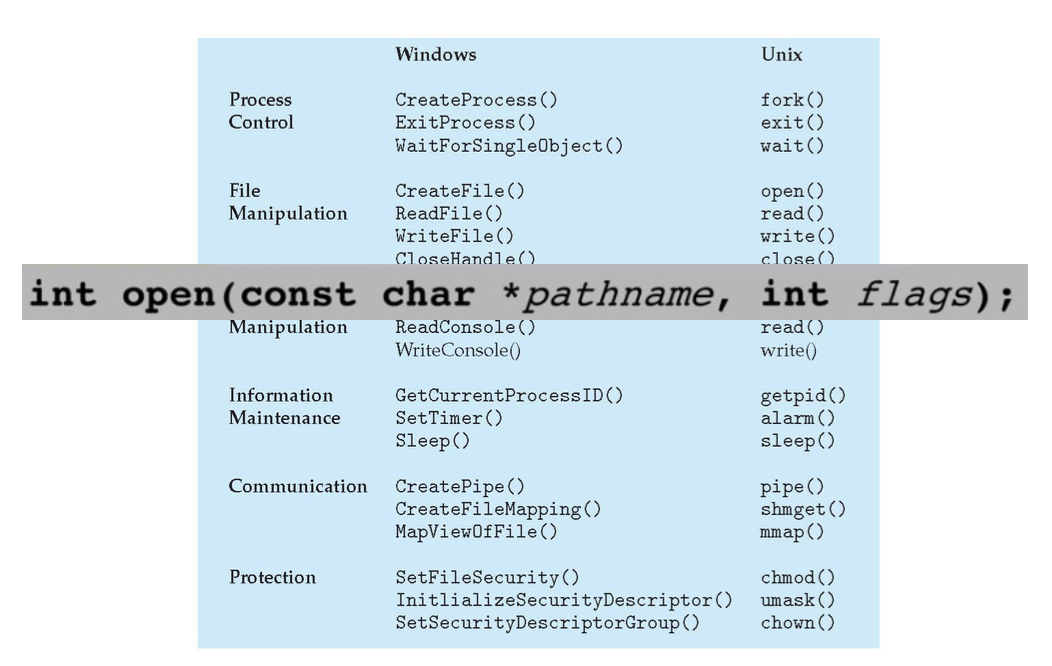 Windows Unix
Process CreateProcess() fork()
Control ExitProcess() exit()
WaitForSingleObject() wait()
File CreateFile() open()
Manipulation ReadFile() read()
WriteFile() write()
CloseHandle() close()
int open(const char *pathname, int flags);
Manipulation ReadConsole() read()
WriteConsole() write()
Information GetCurrentProcessID() getpid()
Maintenance SetTimer() alarm()
Sleep() sleep()
Communication CreatePipe() pipe()
CreateFileMapping() shmget()
MapViewOfFile() mmap()
Protection SetFileSecurity() chmod()
InitlializeSecurityDescriptor() umask()
SetSecurityDescriptorGroup() chown()